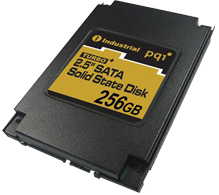 Industrial pqi
TURBO+
2.5" SATA
Solid State Disk
256GB